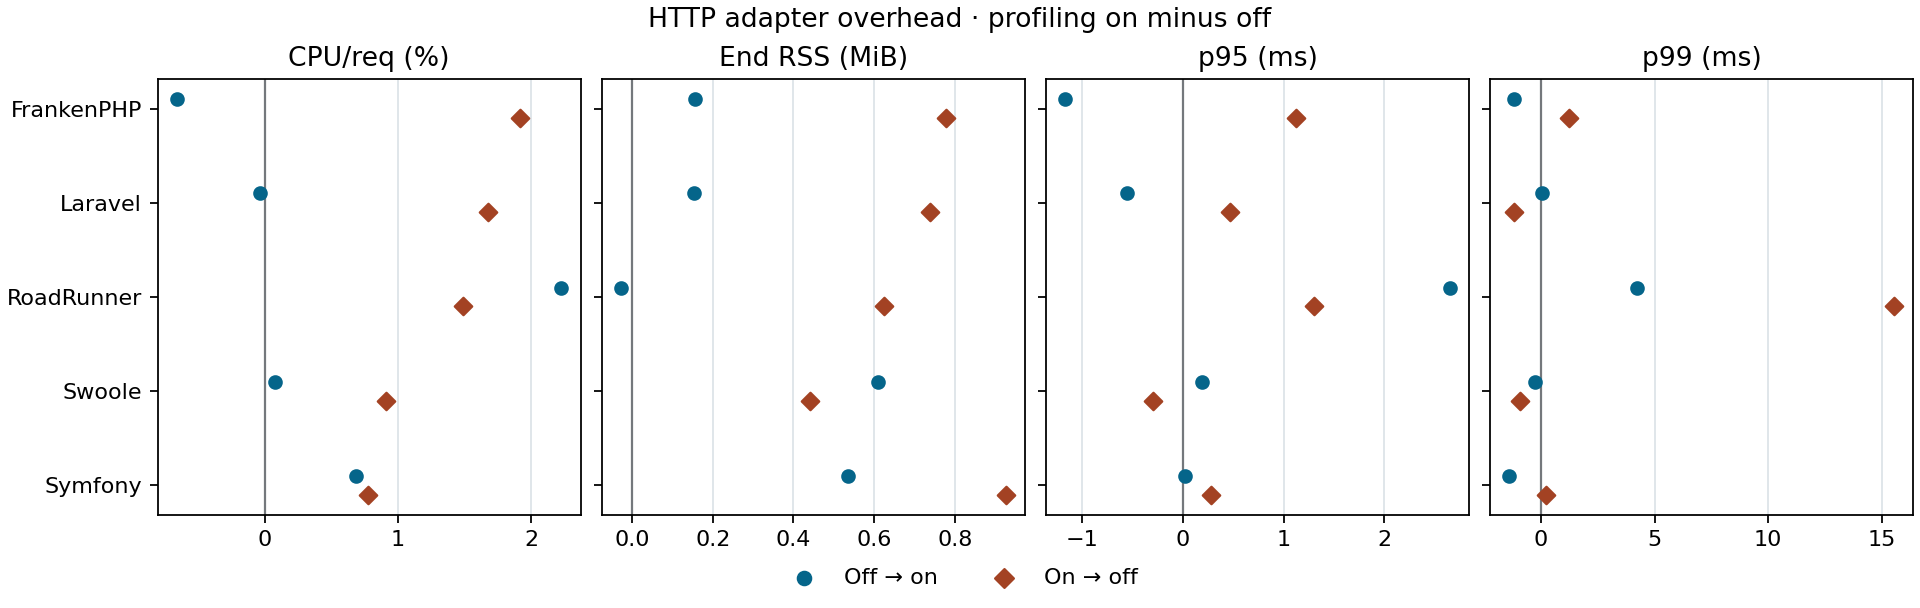 HTTP adapter overhead · profiling on minus off
CPU/req (%)
End RSS (MiB)
p95 (ms)
p99 (ms)
FrankenPHP
Laravel
RoadRunner
Swoole
Symfony
0 1 2
0.0 0.2 0.4 0.6 0.8
−1 0 1 2
0 5 10 15
Off → on
On → off